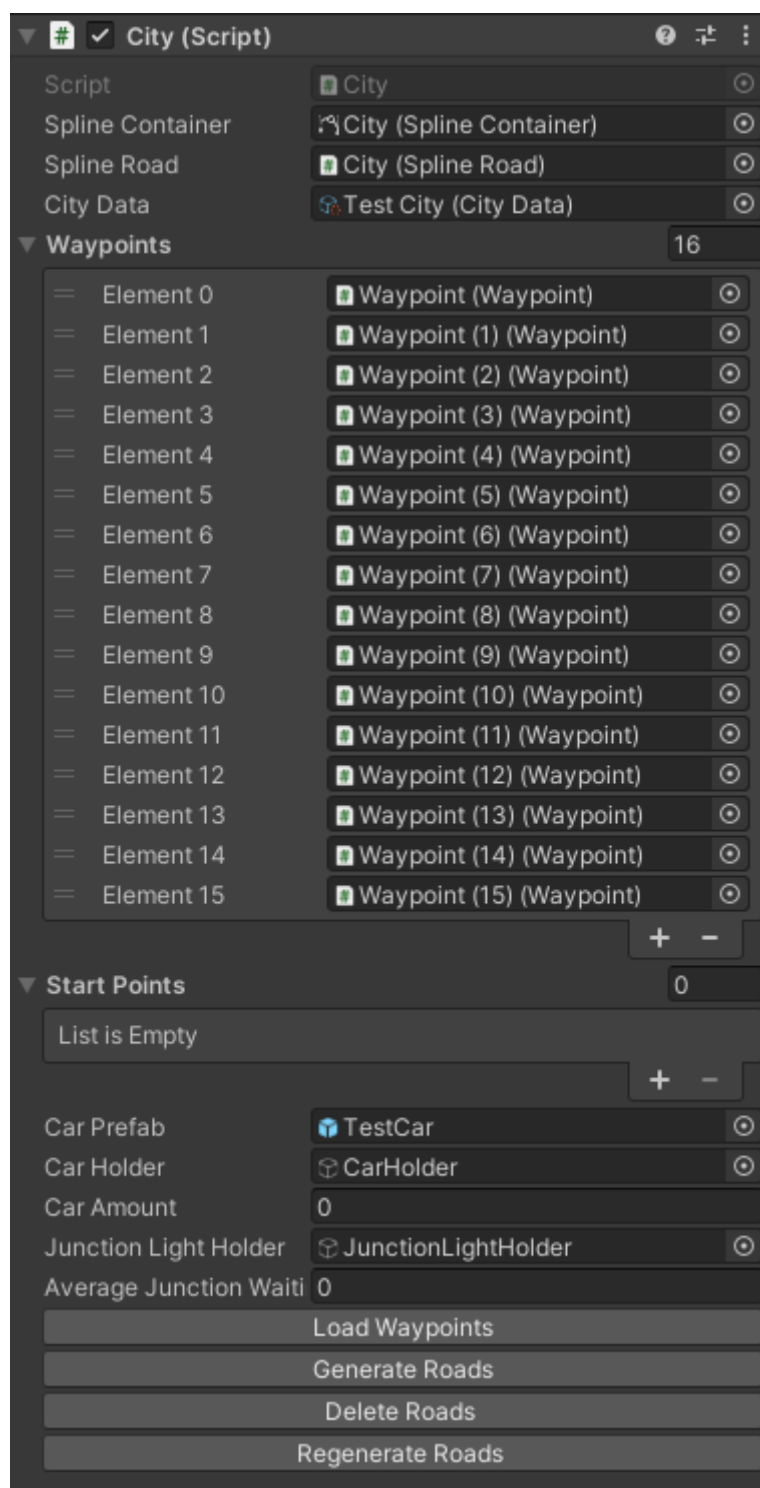 City (Script)
Script City
Spline Container City (Spline Container)
Spline Road City (Spline Road)
City Data Test City (City Data)
Waypoints 16
Element 0 Waypoint (Waypoint)
Element 1 Waypoint (1) (Waypoint)
Element 2 Waypoint (2) (Waypoint)
Element 3 Waypoint (3) (Waypoint)
Element 4 Waypoint (4) (Waypoint)
Element 5 Waypoint (5) (Waypoint)
Element 6 Waypoint (6) (Waypoint)
Element 7 Waypoint (7) (Waypoint)
Element 8 Waypoint (8) (Waypoint)
Element 9 Waypoint (9) (Waypoint)
Element 10 Waypoint (10) (Waypoint)
Element 11 Waypoint (11) (Waypoint)
Element 12 Waypoint (12) (Waypoint)
Element 13 Waypoint (13) (Waypoint)
Element 14 Waypoint (14) (Waypoint)
Element 15 Waypoint (15) (Waypoint)
+ -
Start Points 0
List is Empty
+ -
Car Prefab TestCar
Car Holder CarHolder
Car Amount 0
Junction Light Holder JunctionLightHolder
Average Junction Waiti 0
Load Waypoints
Generate Roads
Delete Roads
Regenerate Roads